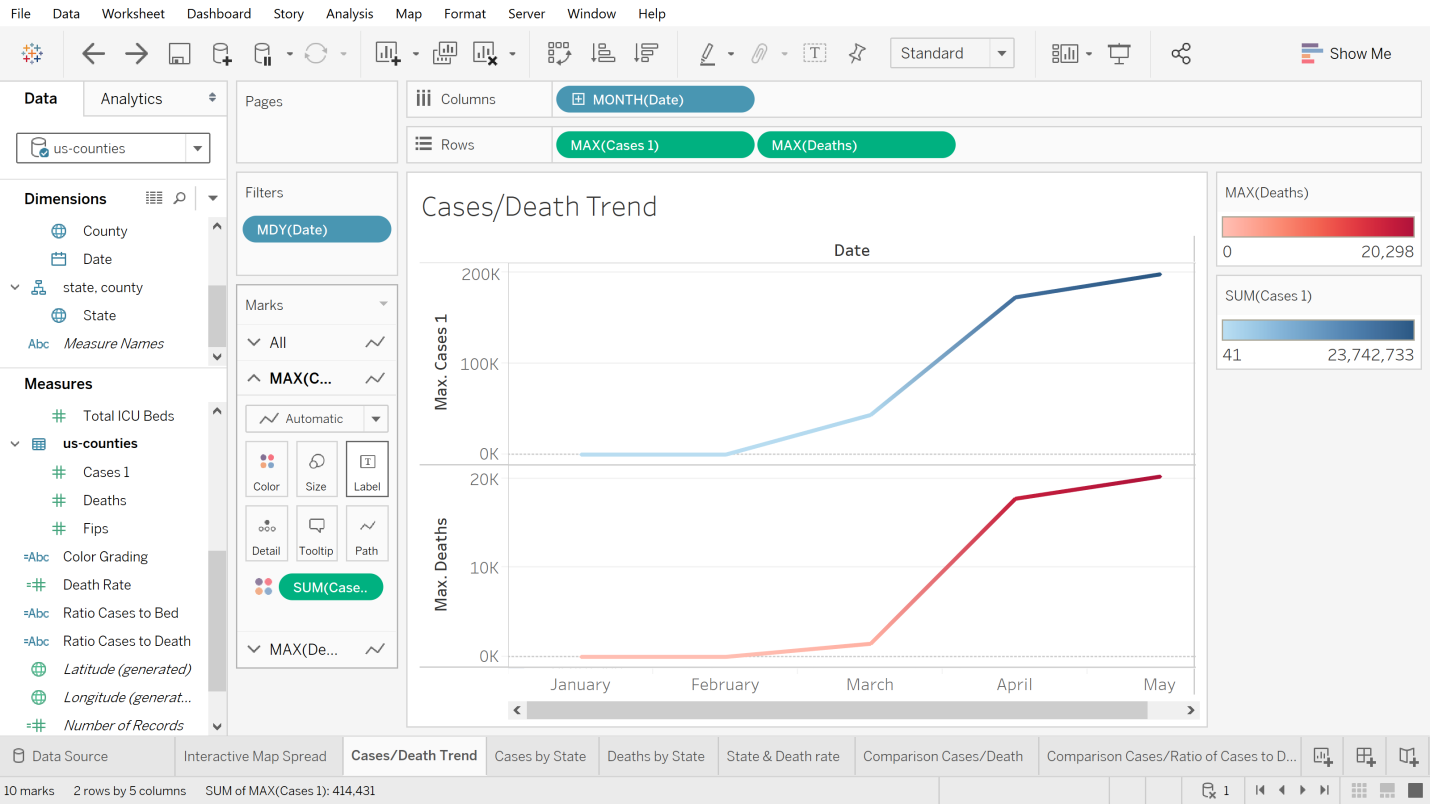 File Data Worksheet Dashboard Story Analysis Map Format Server Window Help
Standard
Show Me
Data Analytics
us-counties
Dimensions
County
Date
state, county
State
Abc Measure Names
Measures
Total ICU Beds
us-counties
Cases 1
Deaths
Fips
=Abc Color Grading
Death Rate
=Abc Ratio Cases to Bed
=Abc Ratio Cases to Death
Latitude (generated)
Longitude (generat...
Number of Records
Pages
Filters
MDY(Date)
Marks
All
MAX(C...
Automatic
Color Size Label
Detail Tooltip Path
SUM(Case..
MAX(De...
Columns MONTH(Date)
Rows MAX(Cases 1) MAX(Deaths)
Cases/Death Trend
Date
200K
100K
0K
Max. Cases 1
20K
10K
0K
Max. Deaths
January February March April May
MAX(Deaths)
0 20,298
SUM(Cases 1)
41 23,742,733
Data Source Interactive Map Spread Cases/Death Trend Cases by State Deaths by State State & Death rate Comparison Cases/Death Comparison Cases/Ratio of Cases to D...
10 marks 2 rows by 5 columns SUM of MAX(Cases 1): 414,431 1